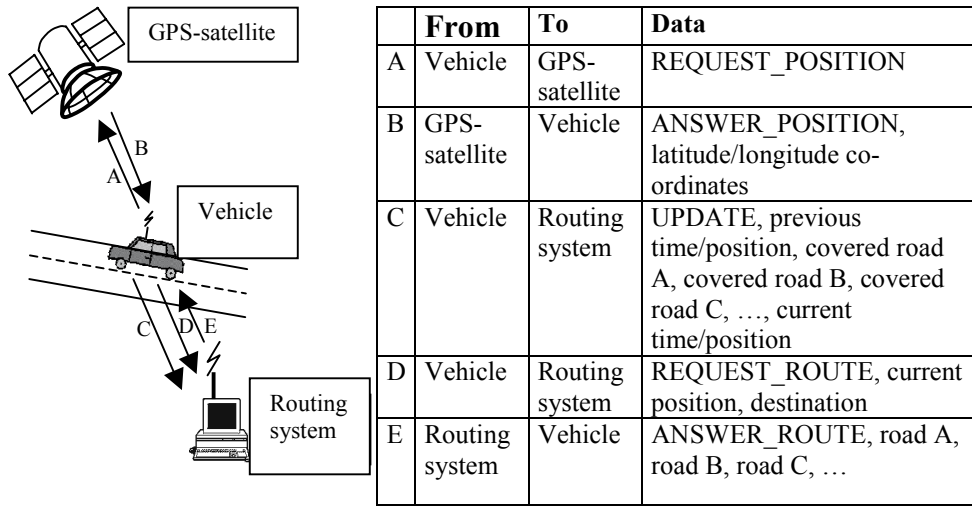 GPS-satellite
B
A
Vehicle
C
D
E
Routing
system
From To Data
A Vehicle GPS- REQUEST_POSITION
satellite
B GPS- Vehicle ANSWER_POSITION,
satellite latitude/longitude co-
ordinates
C Vehicle Routing UPDATE, previous
system time/position, covered road
A, covered road B, covered
road C, …, current
time/position
D Vehicle Routing REQUEST_ROUTE, current
system position, destination
E Routing Vehicle ANSWER_ROUTE, road A,
system road B, road C, …